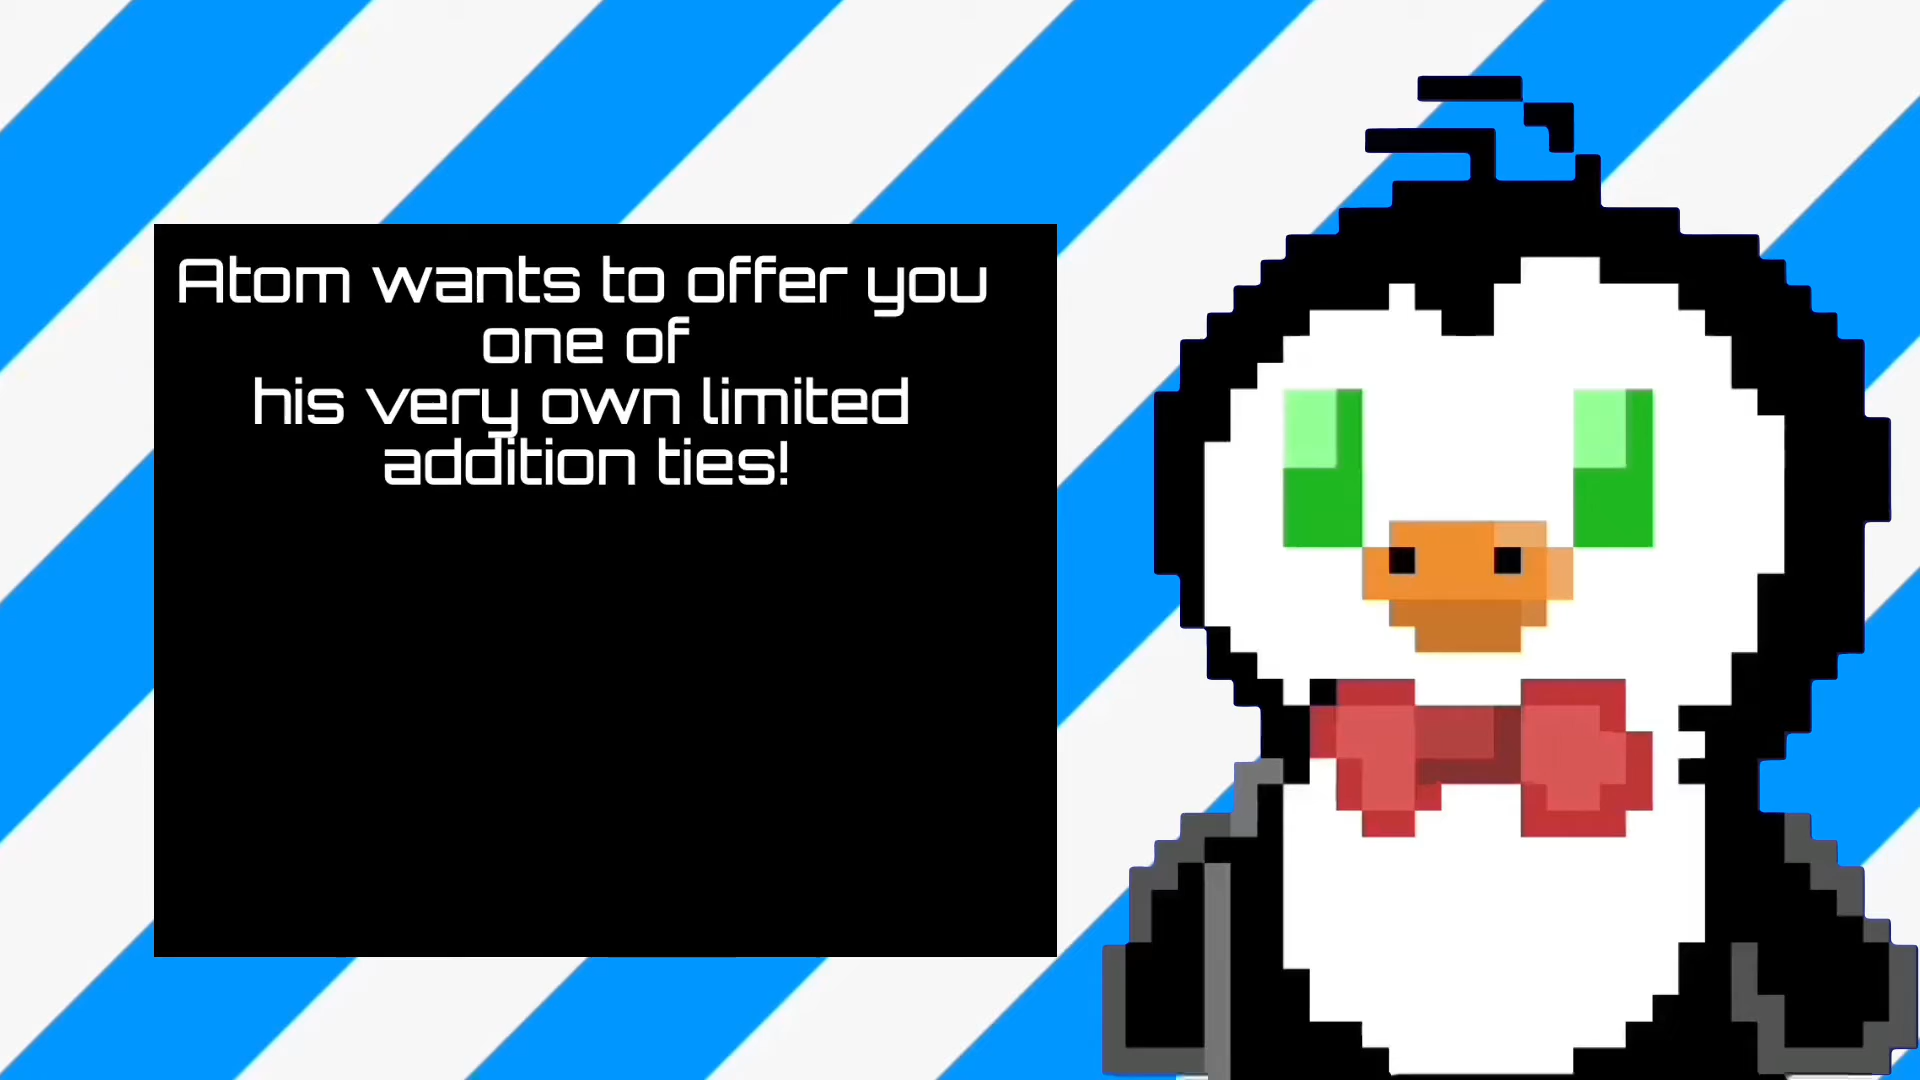 Atom wants to offer you
one of
his very own limited
addition ties!